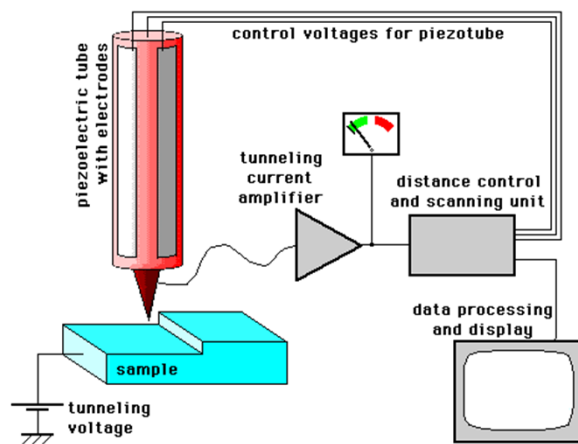 control voltages for piezotube
piezoelectric tube
with electrodes
tunneling
current
amplifier
distance control
and scanning unit
data processing
and display
sample
tunneling
voltage